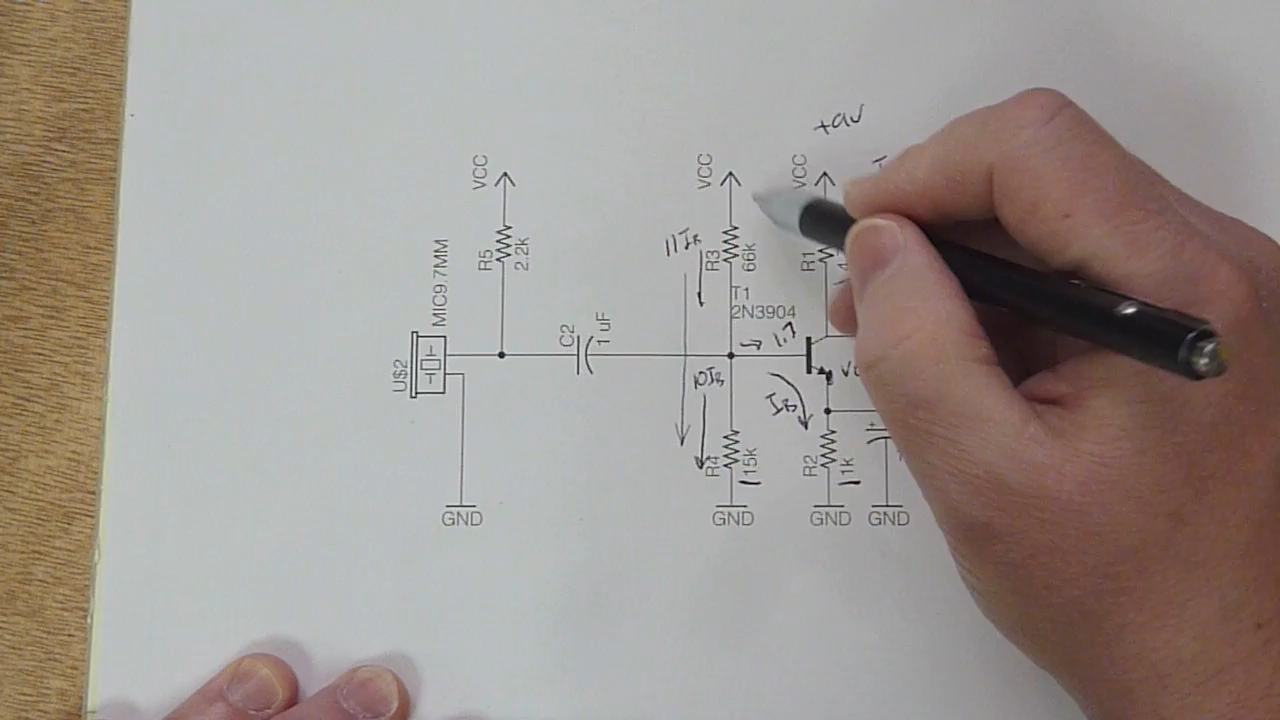 +9V
VCC
VCC
VCC
MIC9.7MM
R5
2.2k
11IB
R3
66k
R1
T1
2N3904
C2
1 uF
1.7
U$2
10IB
IB
R4
15k
R2
1k
+
GND
GND
GND
GND